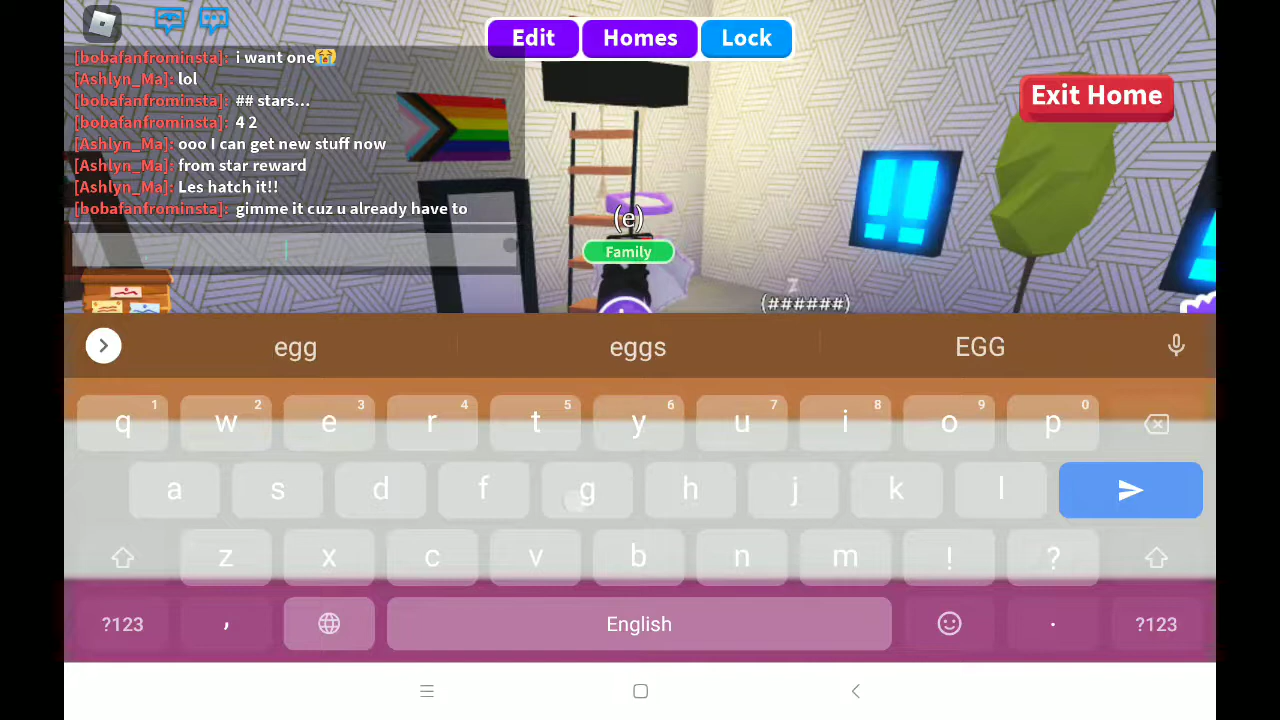 Edit Homes Lock
[bobafanfrominsta]: i want one😭
[Ashlyn_Ma]: lol
[bobafanfrominsta]: ## stars...
[bobafanfrominsta]: 4 2
[Ashlyn_Ma]: ooo I can get new stuff now
[Ashlyn_Ma]: from star reward
[Ashlyn_Ma]: Les hatch it!!
[bobafanfrominsta]: gimme it cuz u already have to
Exit Home
(e)
Family
z
(######)
egg eggs EGG
q 1 w 2 e 3 r 4 t 5 y 6 u 7 i 8 o 9 p 0
a s d f g h j k l
z x c v b n m ! ?
?123 , English . ?123